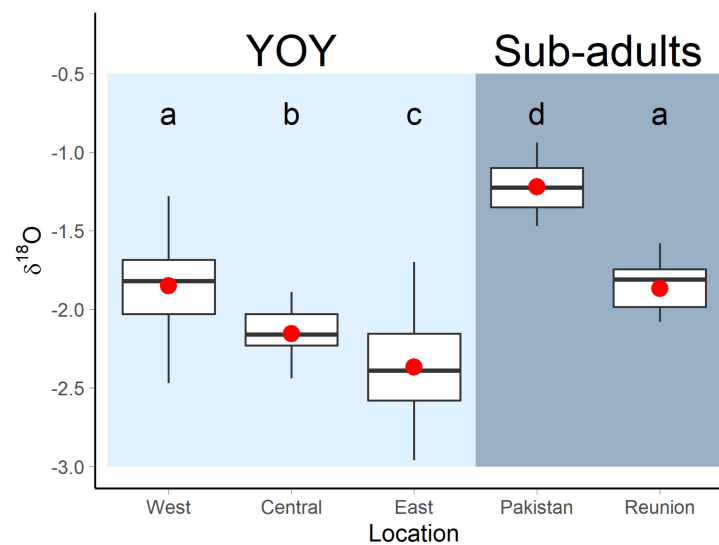 YOY Sub-adults
a b c d a
-0.5
-1.0
-1.5
-2.0
-2.5
-3.0
δ¹⁸O
West Central East Pakistan Reunion
Location